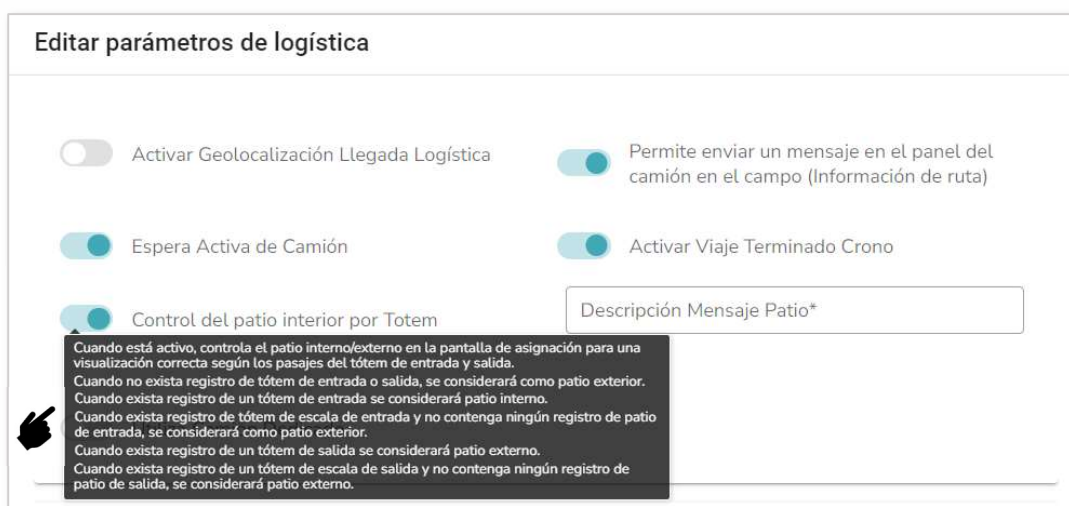 Editar parámetros de logística
Activar Geolocalización Llegada Logística
Permite enviar un mensaje en el panel del
camión en el campo (Información de ruta)
Espera Activa de Camión
Activar Viaje Terminado Crono
Control del patio interior por Totem
Descripción Mensaje Patio*
Cuando está activo, controla el patio interno/externo en la pantalla de asignación para una
visualización correcta según los pasajes del tótem de entrada y salida.
Cuando no exista registro de tótem de entrada o salida, se considerará como patio exterior.
Cuando exista registro de un tótem de entrada se considerará patio interno.
Cuando exista registro de tótem de escala de entrada y no contenga ningún registro de patio
de entrada, se considerará como patio exterior.
Cuando exista registro de un tótem de salida se considerará patio externo.
Cuando exista registro de un tótem de escala de salida y no contenga ningún registro de
patio de salida, se considerará patio externo.